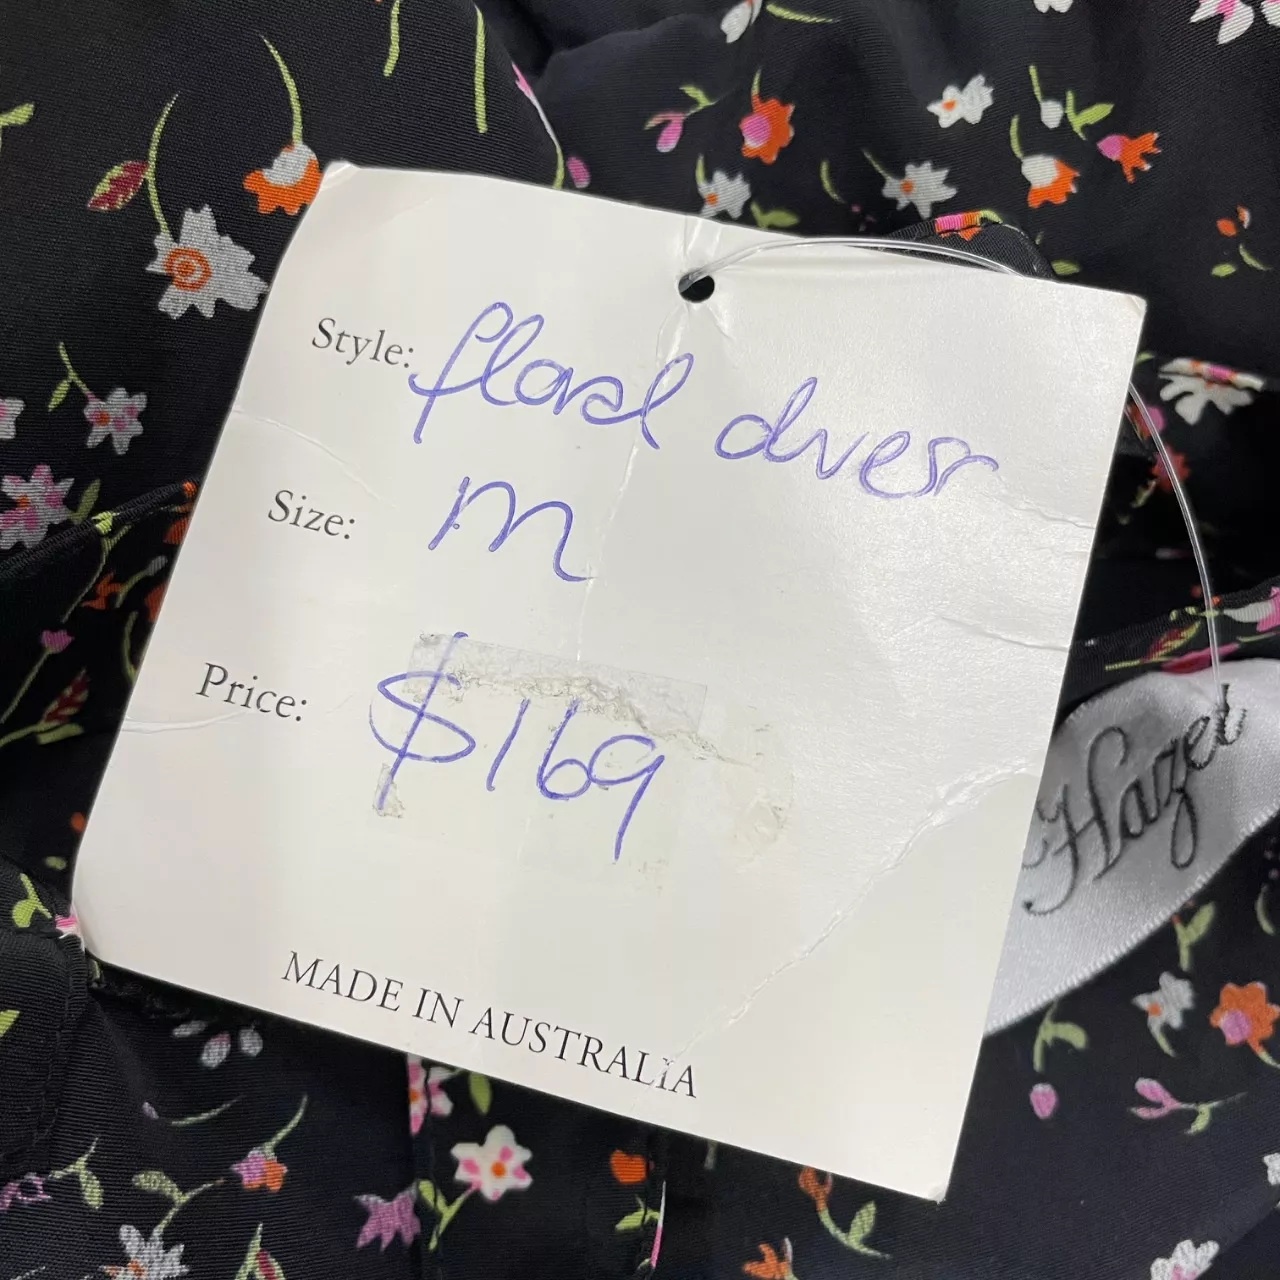 Style: floral dress
Size: m
Price: $169
MADE IN AUSTRALIA
Hazel